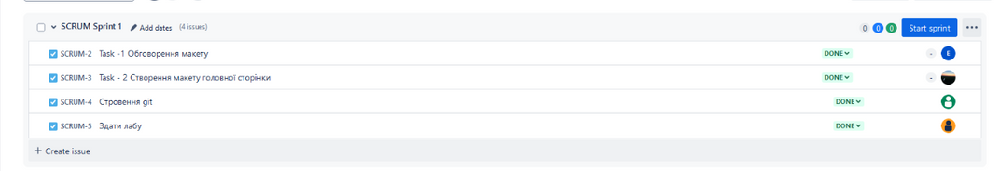 SCRUM Sprint 1 Add dates (4 issues) 0 0 0 Start sprint
SCRUM-2 Task -1 Обговорення макету DONE - E
SCRUM-3 Task - 2 Створення макету головної сторінки DONE -
SCRUM-4 Стровення git DONE
SCRUM-5 Здати лабу DONE
+ Create issue